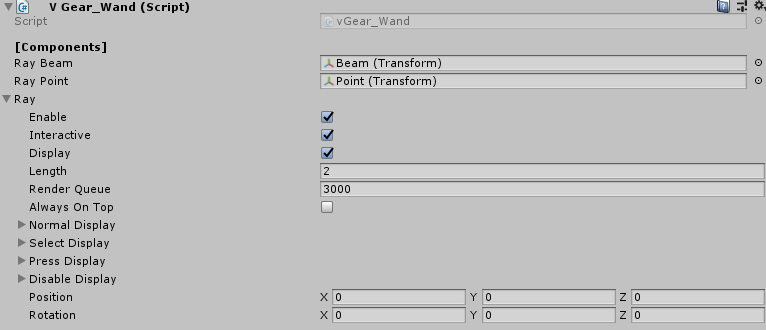 V Gear_Wand (Script)
Script vGear_Wand
[Components]
Ray Beam Beam (Transform)
Ray Point Point (Transform)
Ray
Enable
Interactive
Display
Length 2
Render Queue 3000
Always On Top
Normal Display
Select Display
Press Display
Disable Display
Position X 0 Y 0 Z 0
Rotation X 0 Y 0 Z 0